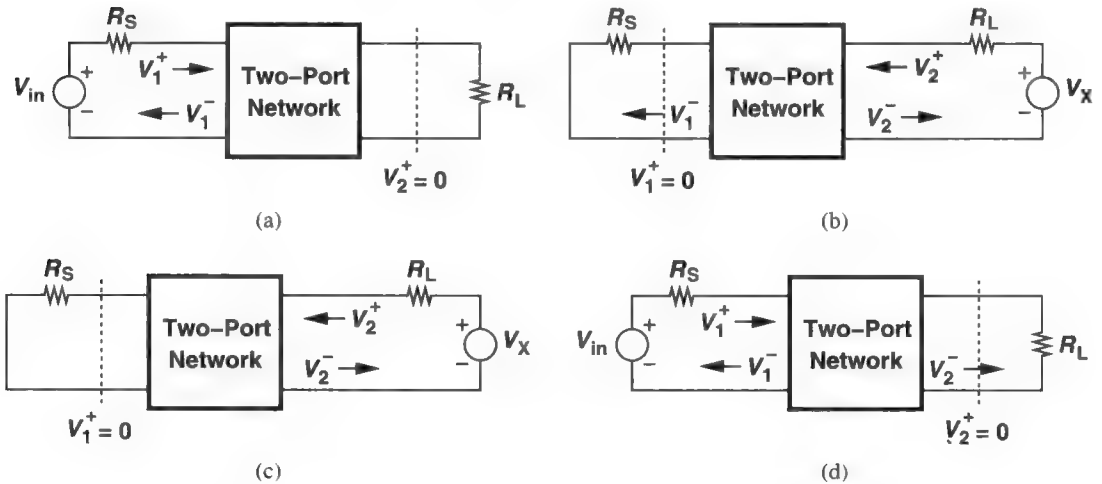 R_S
V_1^+
V_in
+
−
V_1^-
Two–Port
Network
R_L
V_2^+ = 0
(a)
R_S
V_1^-
V_1^+ = 0
Two–Port
Network
R_L
V_2^+
V_2^-
+
−
V_X
(b)
R_S
V_1^+ = 0
Two–Port
Network
R_L
V_2^+
V_2^-
+
−
V_X
(c)
R_S
V_1^+
V_in
+
−
V_1^-
Two–Port
Network
V_2^-
R_L
V_2^+ = 0
(d)